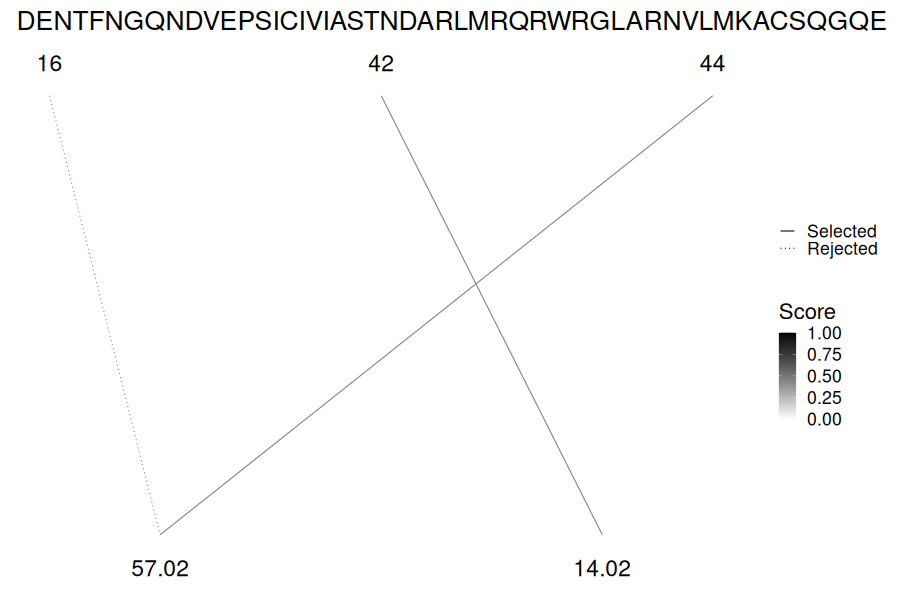 DENTFNGQNDVEPSICIVIASTNDARLMRQRWRGLARNVLMKACSQGQE
16 42 44
Selected
Rejected
Score
1.00
0.75
0.50
0.25
0.00
57.02 14.02